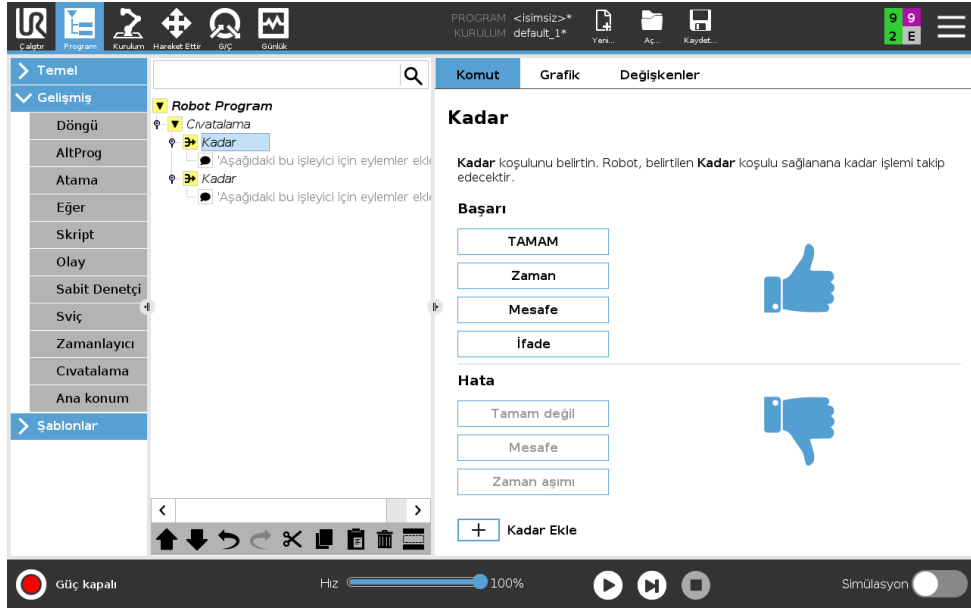 PROGRAM <isimsiz>*
KURULUM default_1*
Çalıştır
Program
Kurulum
Hareket Ettir
G/Ç
Günlük
Yeni...
Aç...
Kaydet...
9 9
2 E
Temel
Gelişmiş
Döngü
AltProg
Atama
Eğer
Skript
Olay
Sabit Denetçi
Sviç
Zamanlayıcı
Cıvatalama
Ana konum
Şablonlar
Robot Program
Cıvatalama
Kadar
'Aşağıdaki bu işleyici için eylemler ekle
Kadar
'Aşağıdaki bu işleyici için eylemler ekle
Komut
Grafik
Değişkenler
Kadar
Kadar koşulunu belirtin. Robot, belirtilen Kadar koşulu sağlanana kadar işlemi takip
edecektir.
Başarı
TAMAM
Zaman
Mesafe
İfade
Hata
Tamam değil
Mesafe
Zaman aşımı
+ Kadar Ekle
Güç kapalı
Hız
100%
Simülasyon